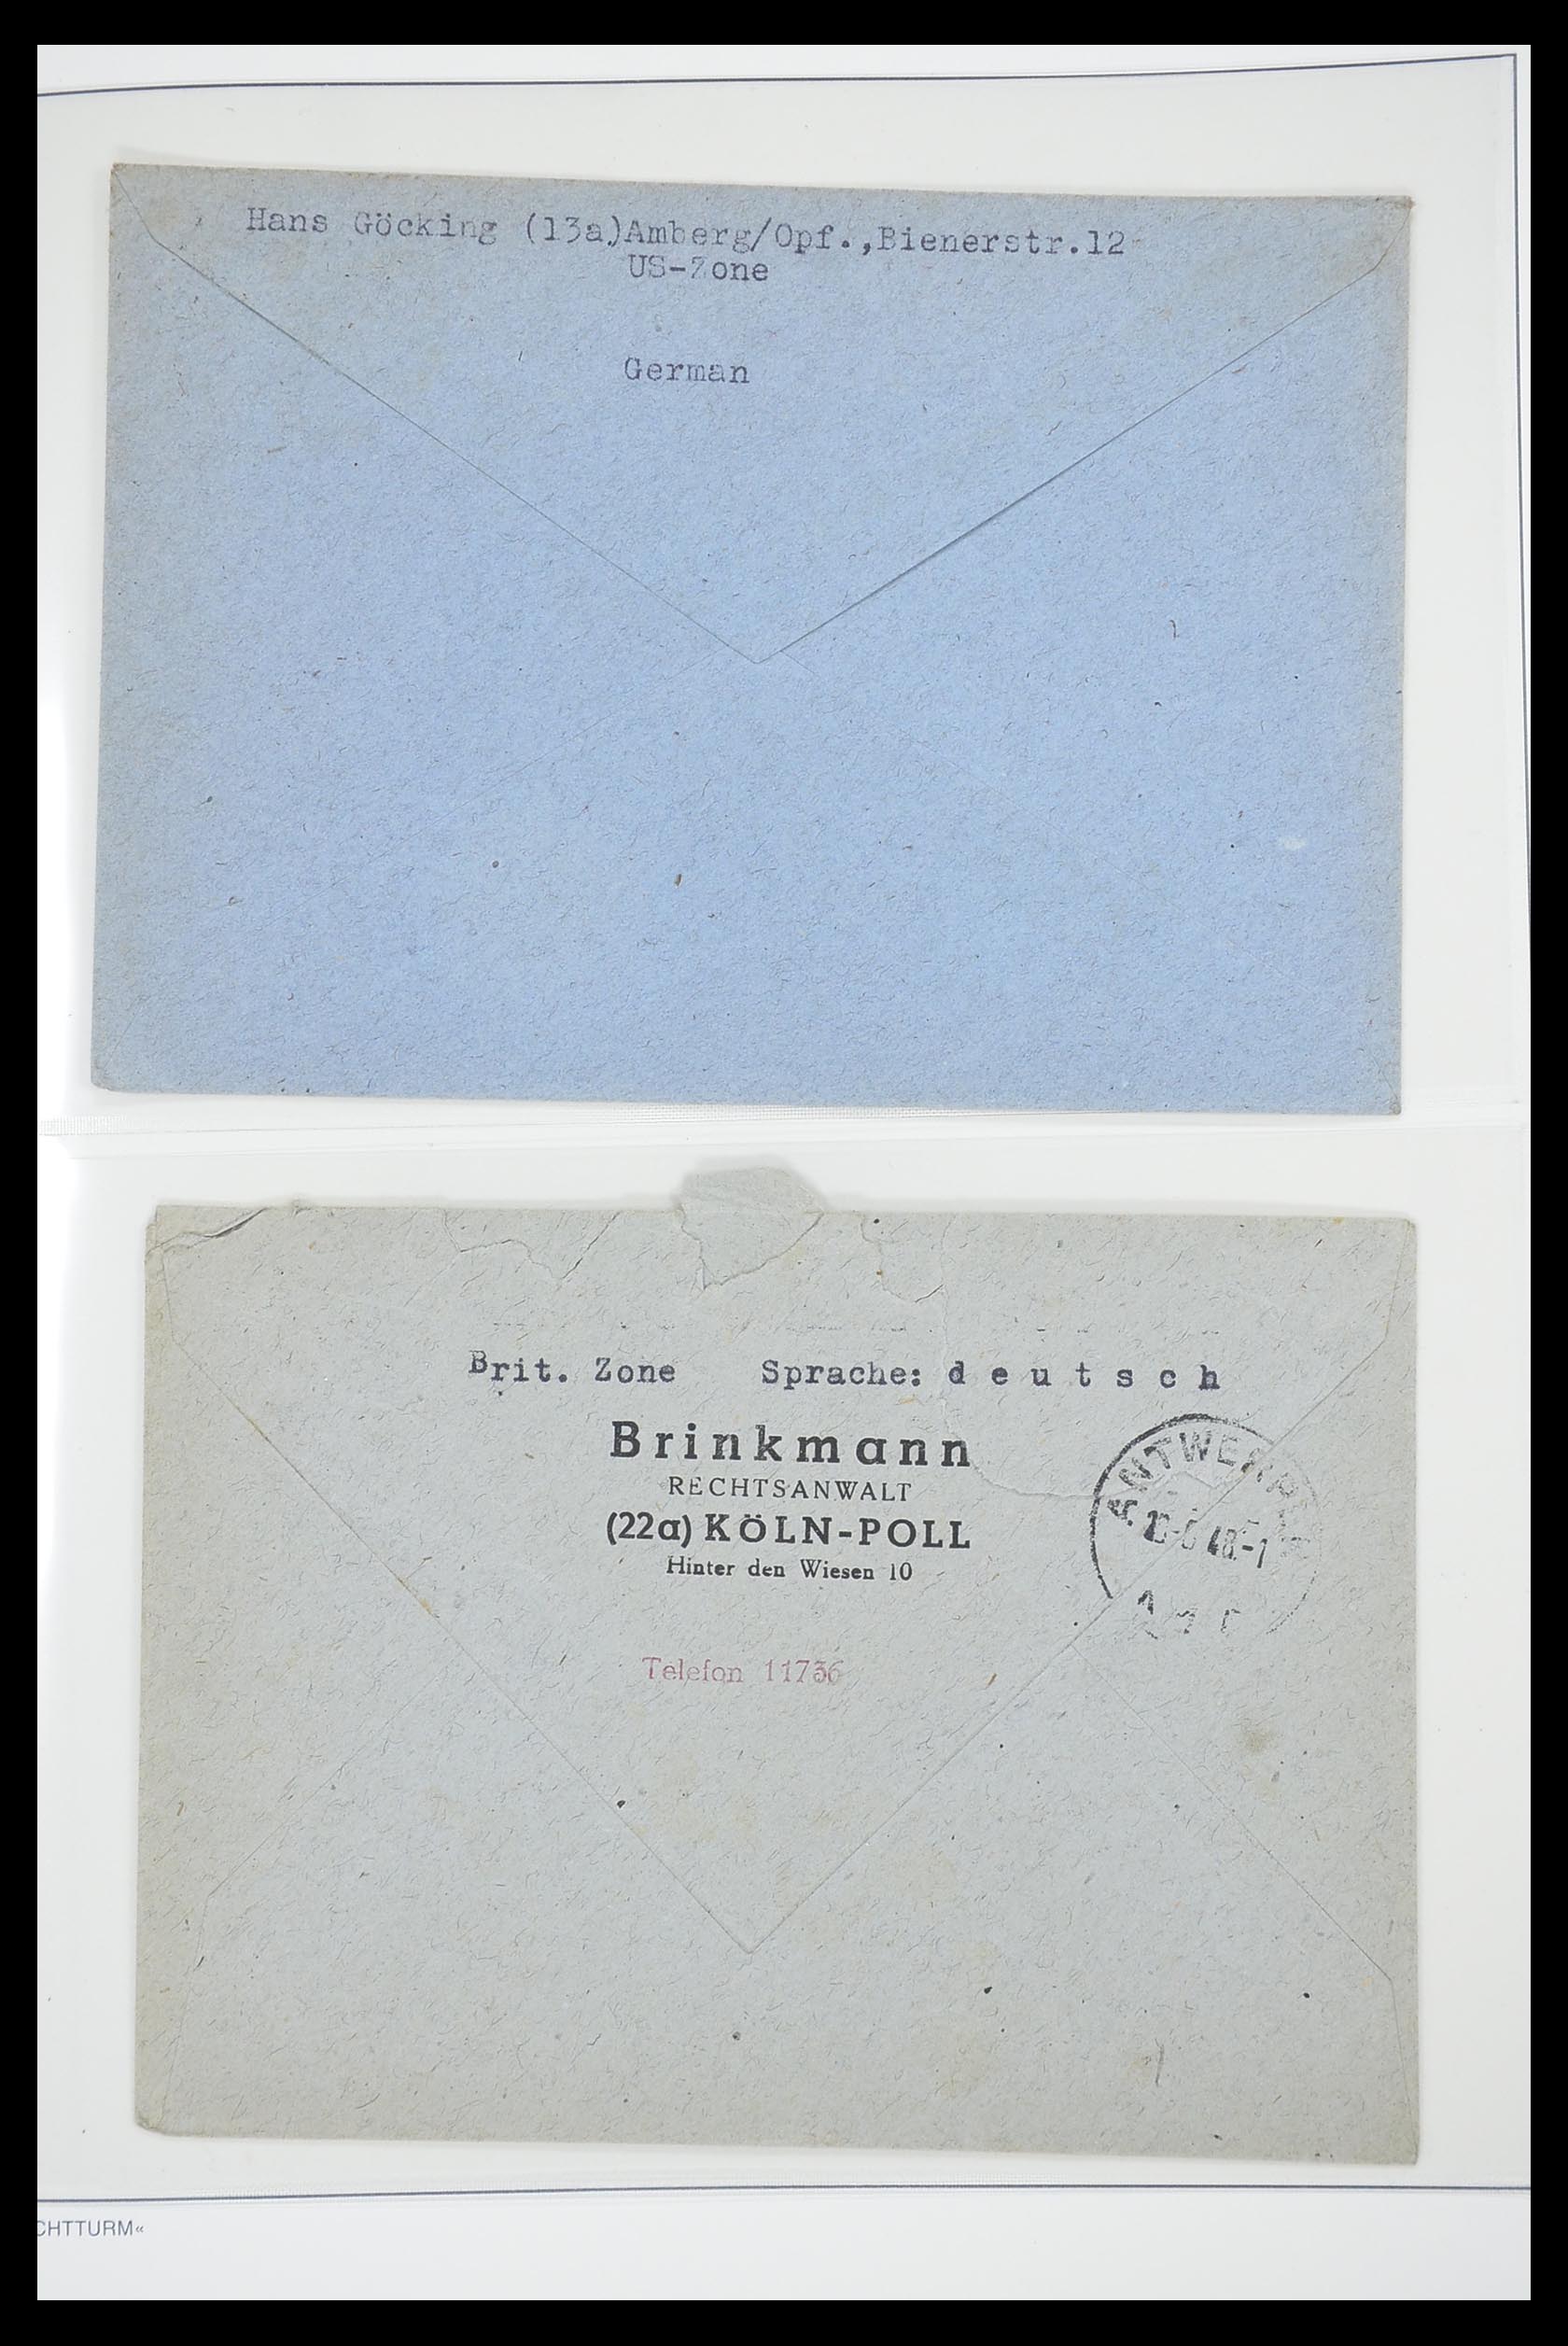 Hans Göcking (13a)Amberg/Opf.,Bienerstr.12
US-Zone
German
Brit. Zone Sprache: d e u t s c h
Brinkmann
RECHTSANWALT
(22a) KÖLN-POLL
Hinter den Wiesen 10
Telefon 11736
CHTTURM«